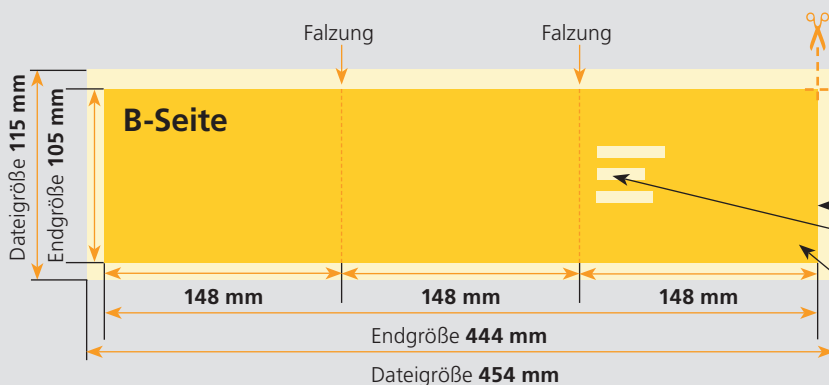 Falzung
Falzung
B-Seite
Dateigröße 115 mm
Endgröße 105 mm
148 mm
148 mm
148 mm
Endgröße 444 mm
Dateigröße 454 mm